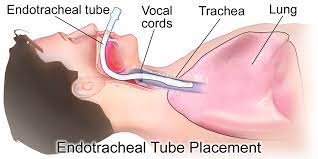 Endotracheal tube
Vocal
cords
Trachea
Lung
Endotracheal Tube Placement